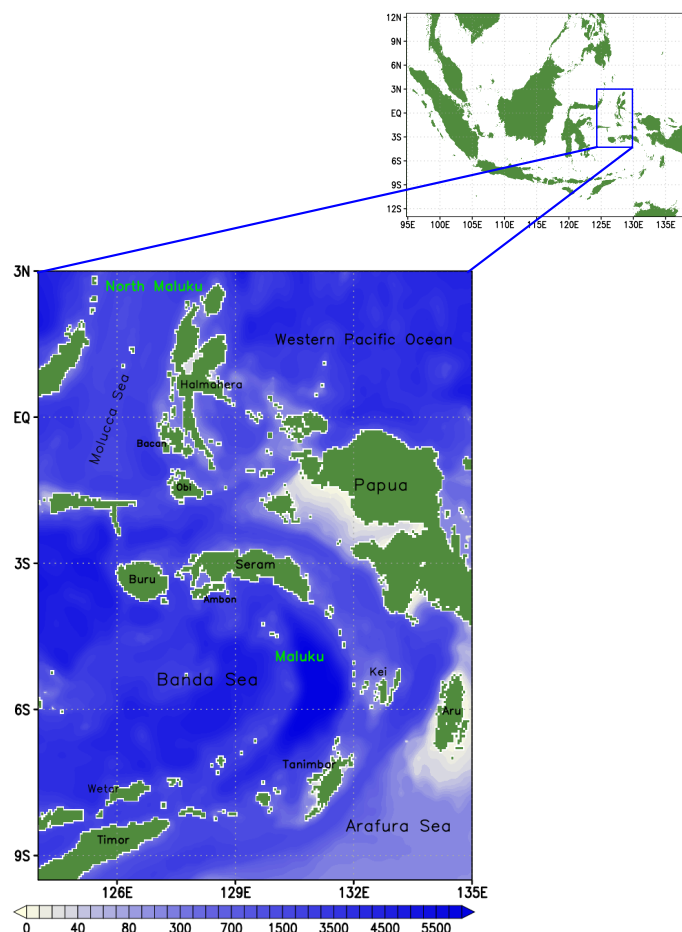 12N
9N
6N
3N
EQ
3S
6S
9S
12S
95E 100E 105E 110E 115E 120E 125E 130E 135E
3N
North Maluku
Western Pacific Ocean
Halmahera
Molucca Sea
EQ
Bacan
Papua
Obi
3S
Seram
Buru
Ambon
Maluku
Kei
Banda Sea
6S
Aru
Tanimbar
Wetar
Arafura Sea
Timor
9S
126E 129E 132E 135E
0 40 80 300 700 1500 3500 4500 5500